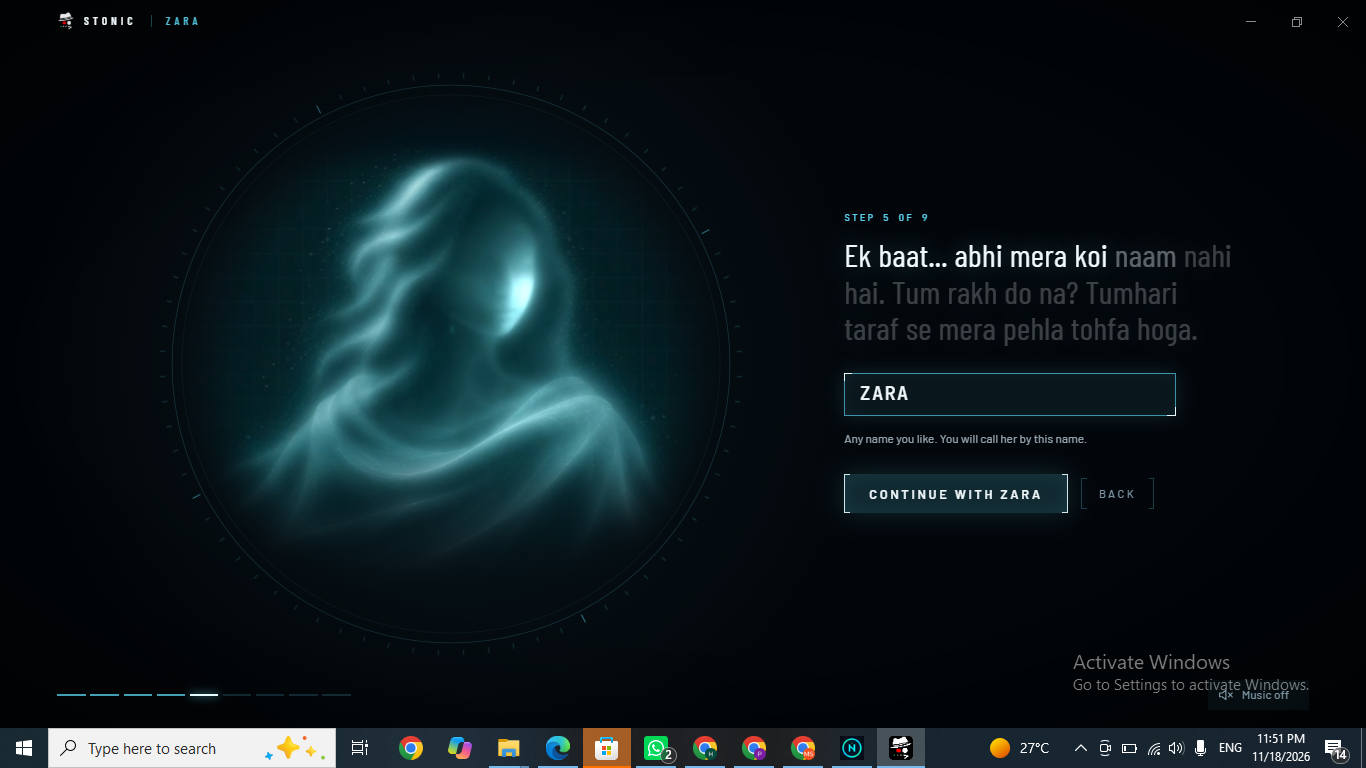 STONIC
ZARA
STEP 5 OF 9
Ek baat... abhi mera koi naam nahi
hai. Tum rakh do na? Tumhari
taraf se mera pehla tohfa hoga.
ZARA
Any name you like. You will call her by this name.
CONTINUE WITH ZARA
BACK
Activate Windows
Go to Settings to activate Windows.
Music off
Type here to search
2
H
P
MS
N
27°C
ENG
11:51 PM
11/18/2026
14